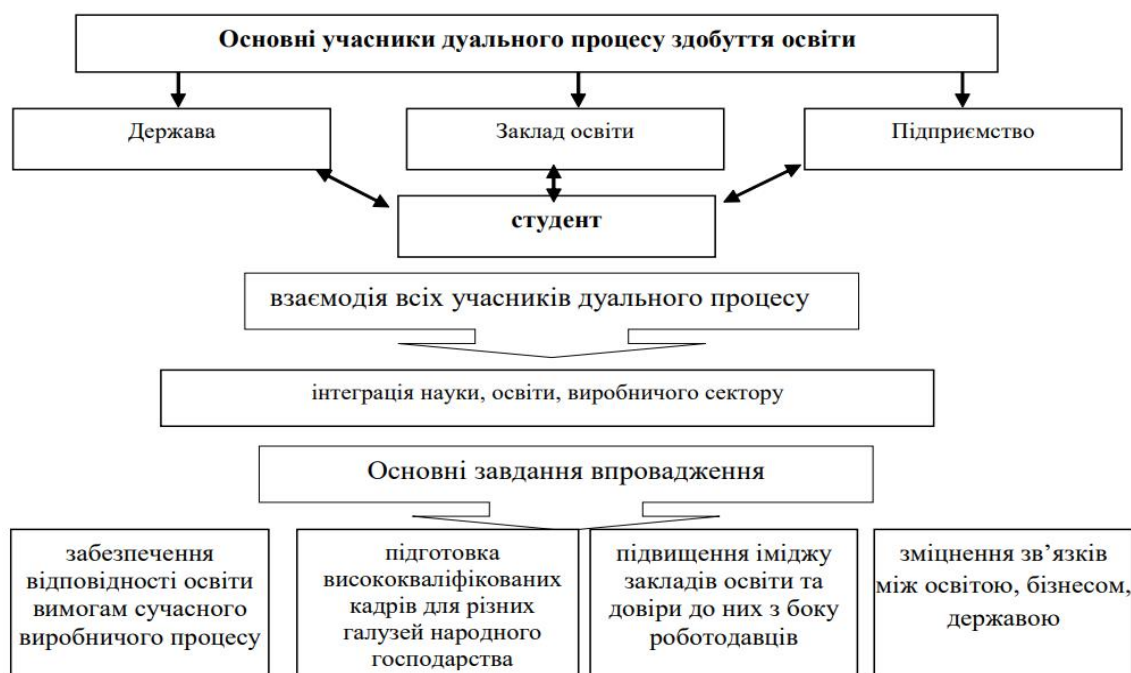 Основні учасники дуального процесу здобуття освіти
Держава
Заклад освіти
Підприємство
студент
взаємодія всіх учасників дуального процесу
інтеграція науки, освіти, виробничого сектору
Основні завдання впровадження
забезпечення
відповідності освіти
вимогам сучасного
виробничого процесу
підготовка
висококваліфікованих
кадрів для різних
галузей народного
господарства
підвищення іміджу
закладів освіти та
довіри до них з боку
роботодавців
зміцнення зв’язків
між освітою, бізнесом,
державою